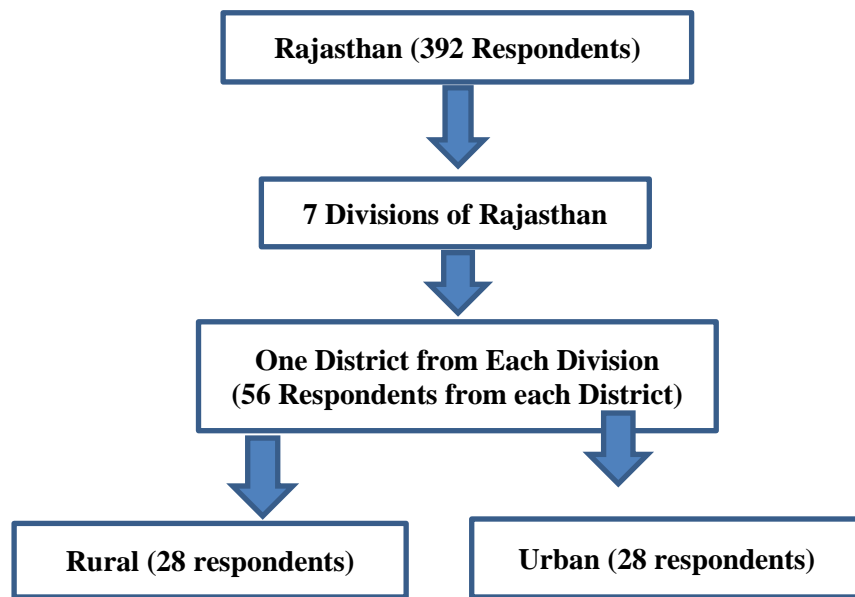 Rajasthan (392 Respondents)
7 Divisions of Rajasthan
One District from Each Division
(56 Respondents from each District)
Rural (28 respondents)
Urban (28 respondents)